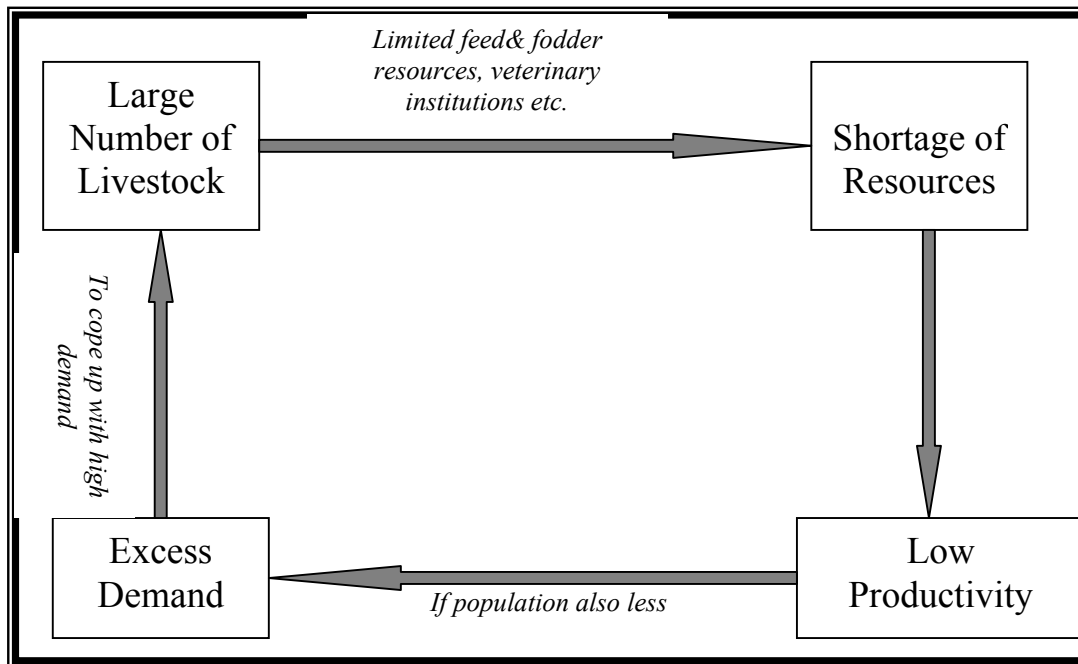 Limited feed& fodder
resources, veterinary
institutions etc.
Large
Number of
Livestock
Shortage of
Resources
To cope up with high
demand
Excess
Demand
If population also less
Low
Productivity